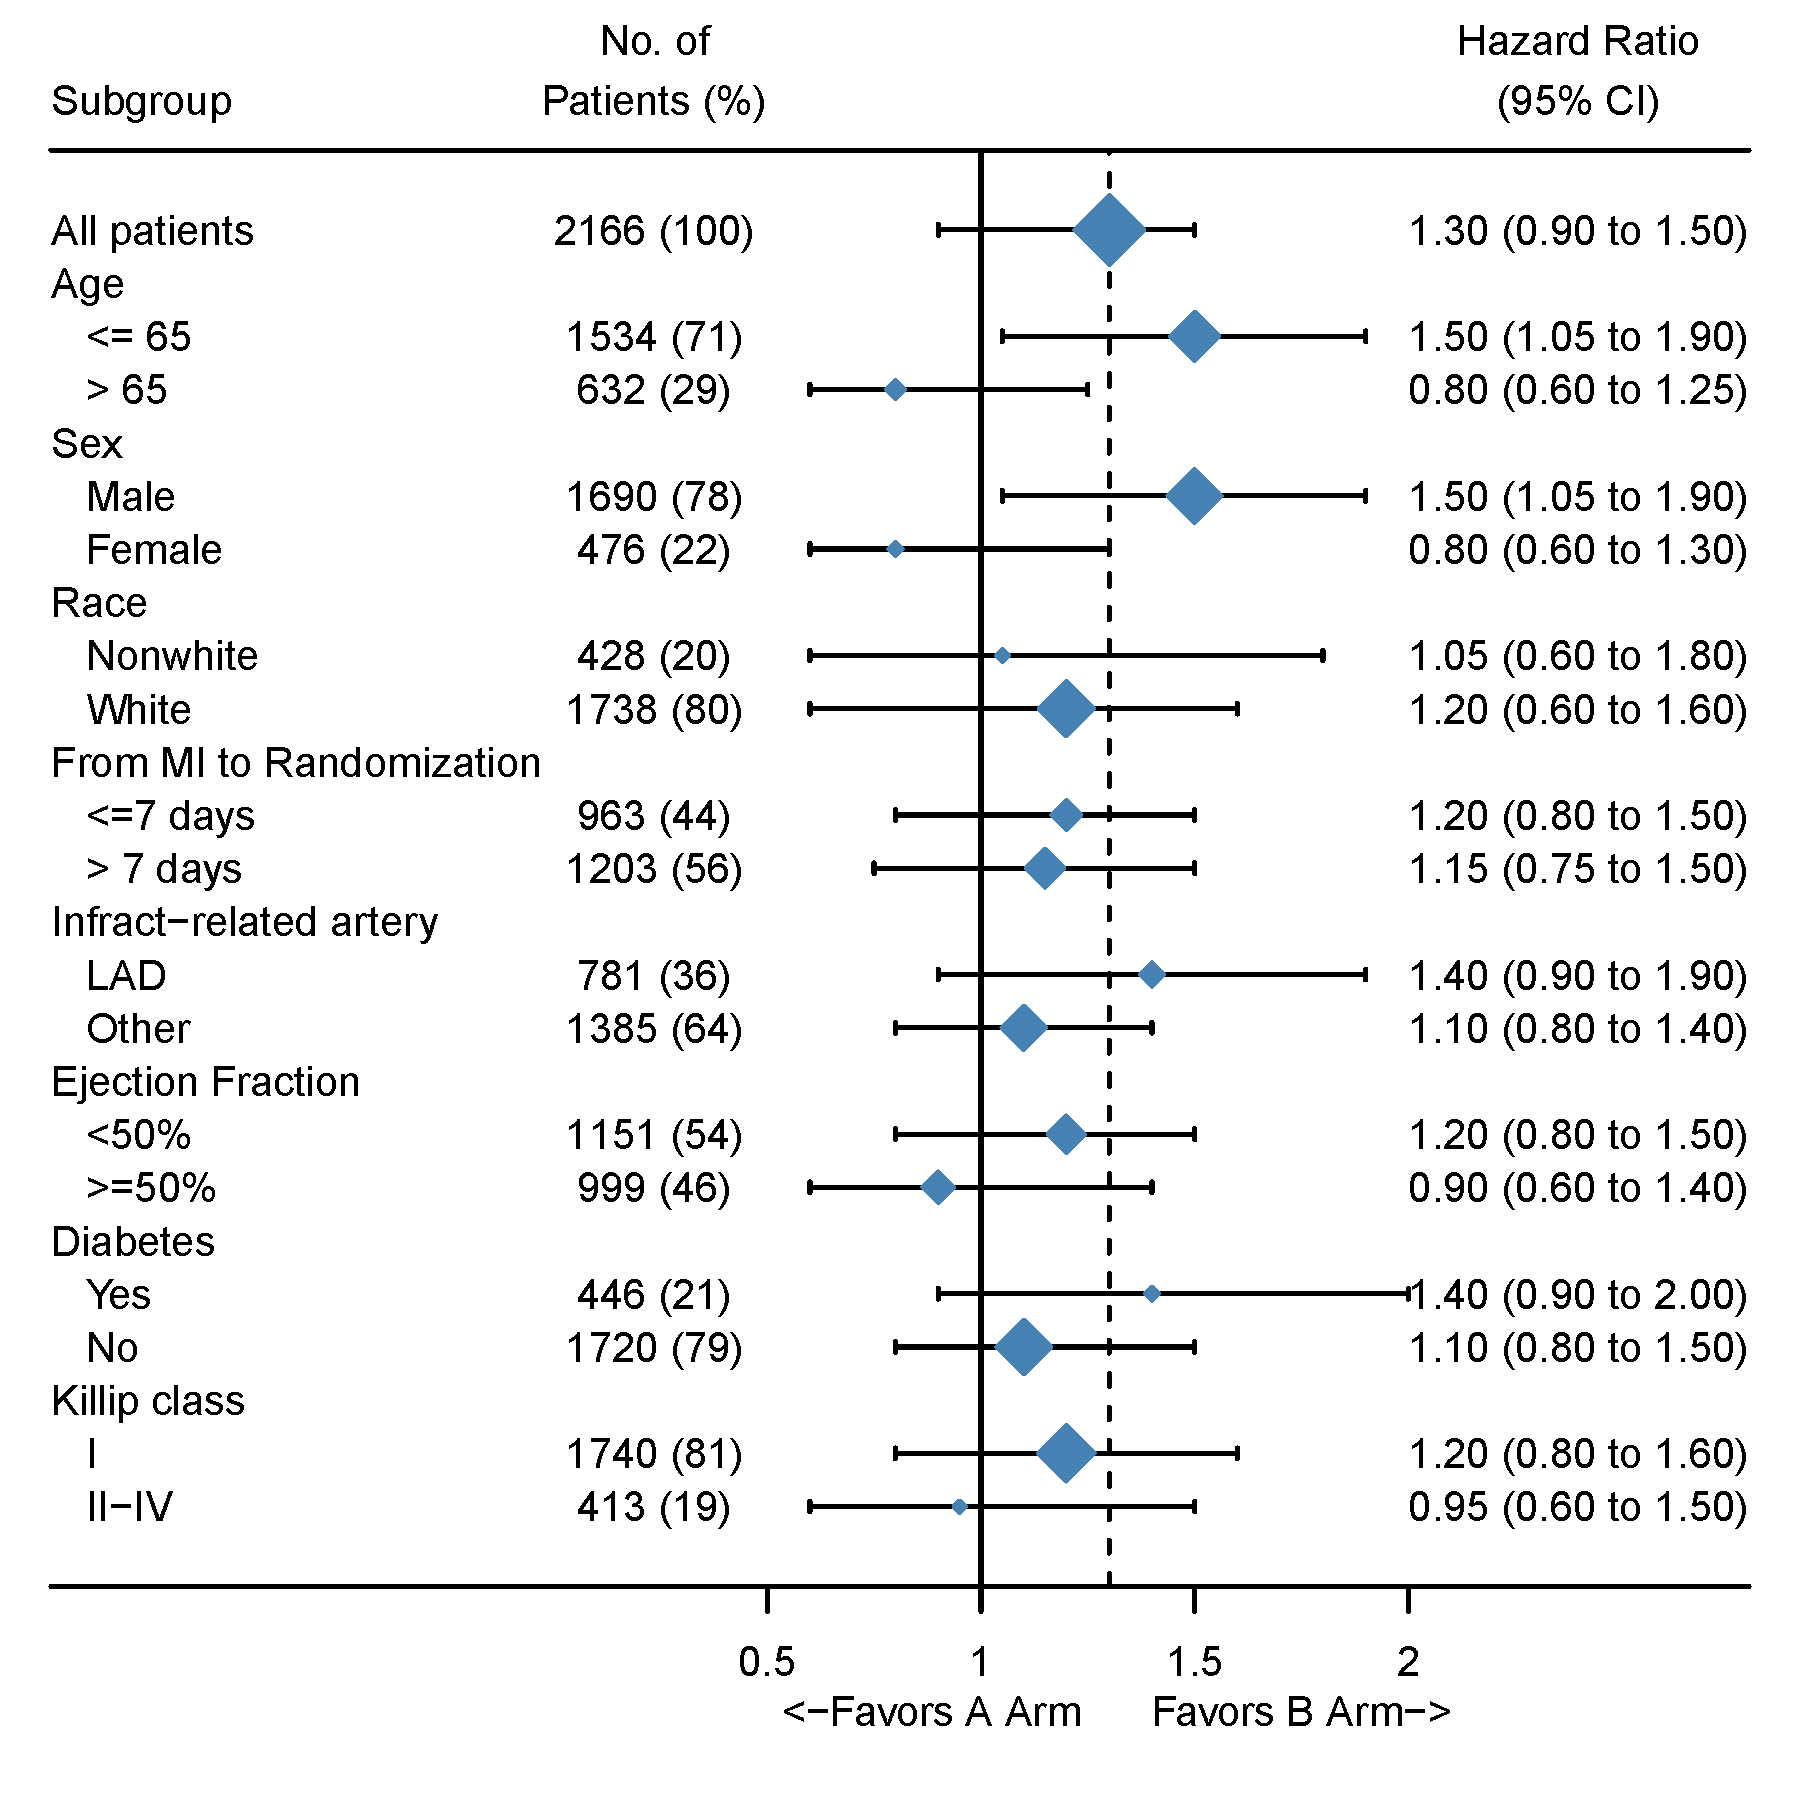 No. of
Hazard Ratio
Subgroup Patients (%) (95% CI)
All patients 2166 (100) 1.30 (0.90 to 1.50)
Age
<= 65 1534 (71) 1.50 (1.05 to 1.90)
> 65 632 (29) 0.80 (0.60 to 1.25)
Sex
Male 1690 (78) 1.50 (1.05 to 1.90)
Female 476 (22) 0.80 (0.60 to 1.30)
Race
Nonwhite 428 (20) 1.05 (0.60 to 1.80)
White 1738 (80) 1.20 (0.60 to 1.60)
From MI to Randomization
<=7 days 963 (44) 1.20 (0.80 to 1.50)
> 7 days 1203 (56) 1.15 (0.75 to 1.50)
Infract−related artery
LAD 781 (36) 1.40 (0.90 to 1.90)
Other 1385 (64) 1.10 (0.80 to 1.40)
Ejection Fraction
<50% 1151 (54) 1.20 (0.80 to 1.50)
>=50% 999 (46) 0.90 (0.60 to 1.40)
Diabetes
Yes 446 (21) 1.40 (0.90 to 2.00)
No 1720 (79) 1.10 (0.80 to 1.50)
Killip class
I 1740 (81) 1.20 (0.80 to 1.60)
II−IV 413 (19) 0.95 (0.60 to 1.50)
0.5 1 1.5 2
<−Favors A Arm Favors B Arm−>